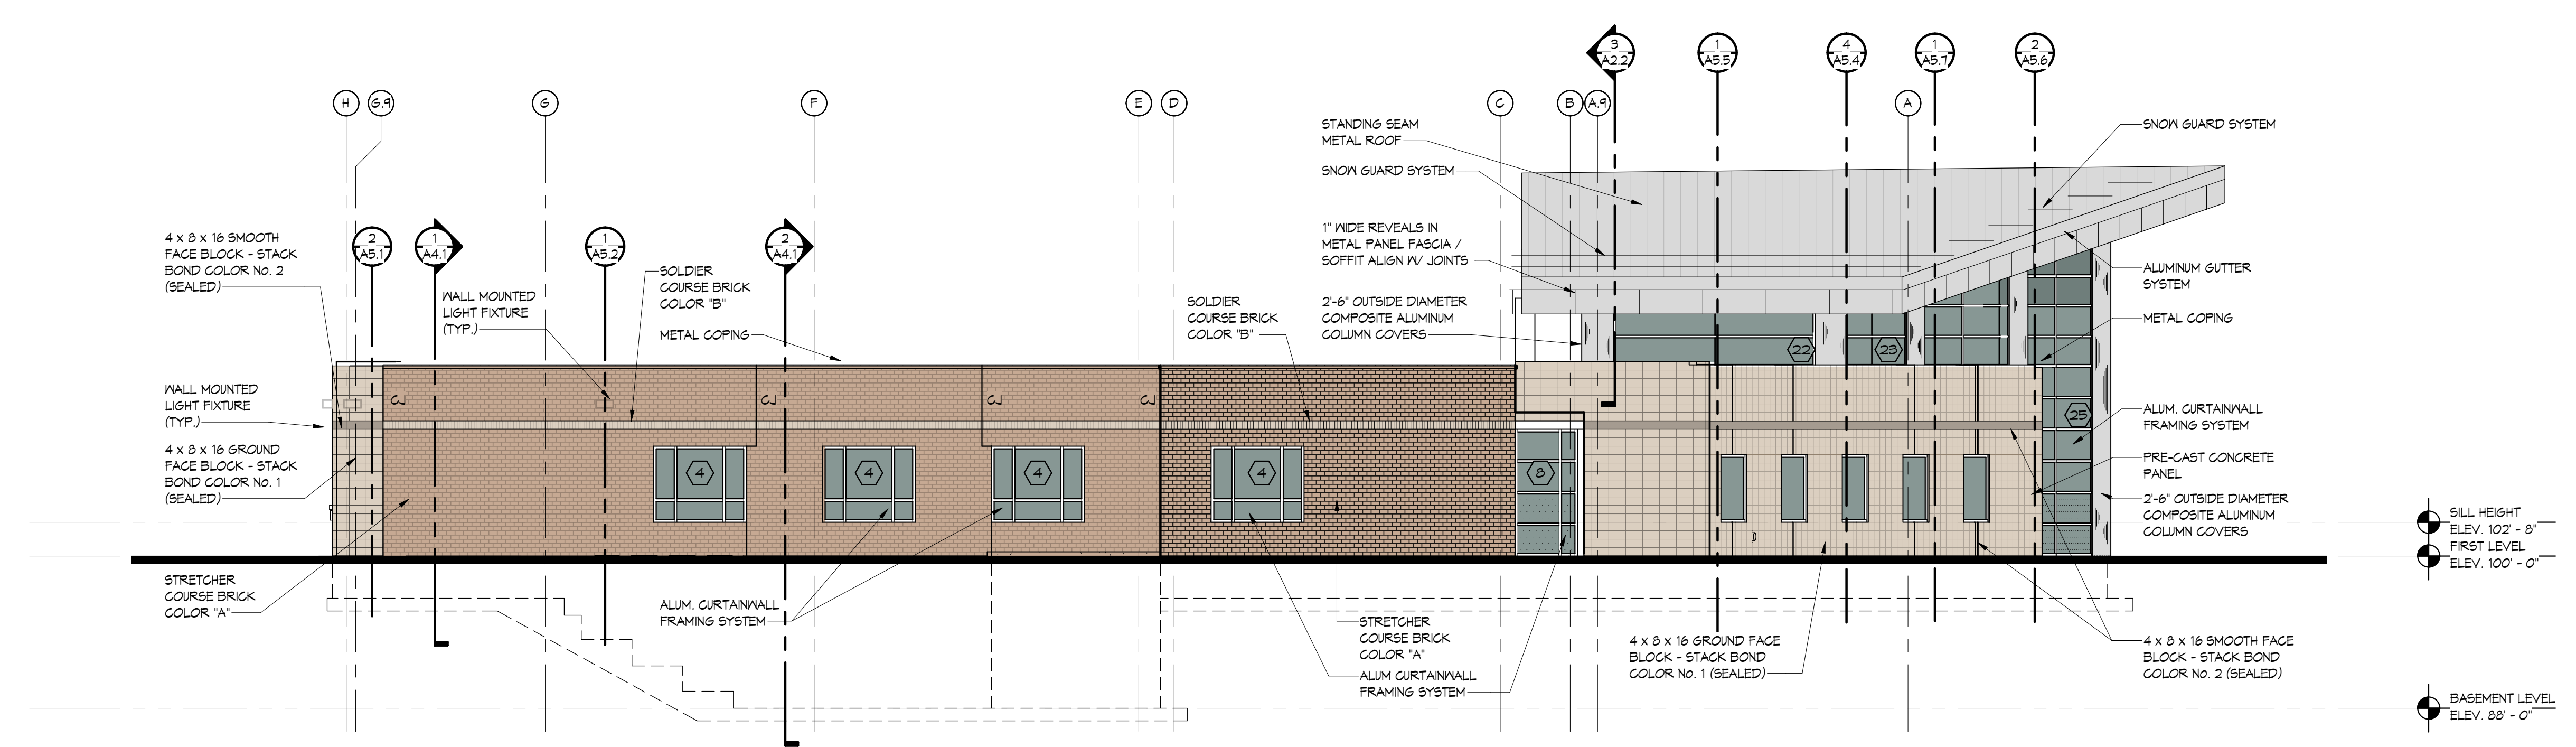 3
A2.2
1
A5.5
4
A5.4
1
A5.7
2
A5.6
H
G.9
G
F
E
D
C
B
A.9
A
STANDING SEAM
METAL ROOF
SNOW GUARD SYSTEM
SNOW GUARD SYSTEM
1" WIDE REVEALS IN
METAL PANEL FASCIA /
SOFFIT ALIGN W/ JOINTS
2'-6" OUTSIDE DIAMETER
COMPOSITE ALUMINUM
COLUMN COVERS
4 x 8 x 16 SMOOTH
FACE BLOCK - STACK
BOND COLOR No. 2
(SEALED)
2
A5.1
1
A4.1
1
A5.2
2
A4.1
WALL MOUNTED
LIGHT FIXTURE
(TYP.)
SOLDIER
COURSE BRICK
COLOR "B"
METAL COPING
SOLDIER
COURSE BRICK
COLOR "B"
ALUMINUM GUTTER
SYSTEM
METAL COPING
WALL MOUNTED
LIGHT FIXTURE
(TYP.)
4 x 8 x 16 GROUND
FACE BLOCK - STACK
BOND COLOR No. 1
(SEALED)
3
3
3
3
22
23
25
4
4
4
4
8
ALUM. CURTAINWALL
FRAMING SYSTEM
PRE-CAST CONCRETE
PANEL
2'-6" OUTSIDE DIAMETER
COMPOSITE ALUMINUM
COLUMN COVERS
SILL HEIGHT
ELEV. 102' - 8"
FIRST LEVEL
ELEV. 100' - 0"
STRETCHER
COURSE BRICK
COLOR "A"
ALUM. CURTAINWALL
FRAMING SYSTEM
STRETCHER
COURSE BRICK
COLOR "A"
ALUM CURTAINWALL
FRAMING SYSTEM
4 x 8 x 16 GROUND FACE
BLOCK - STACK BOND
COLOR No. 1 (SEALED)
4 x 8 x 16 SMOOTH FACE
BLOCK - STACK BOND
COLOR No. 2 (SEALED)
BASEMENT LEVEL
ELEV. 88' - 0"